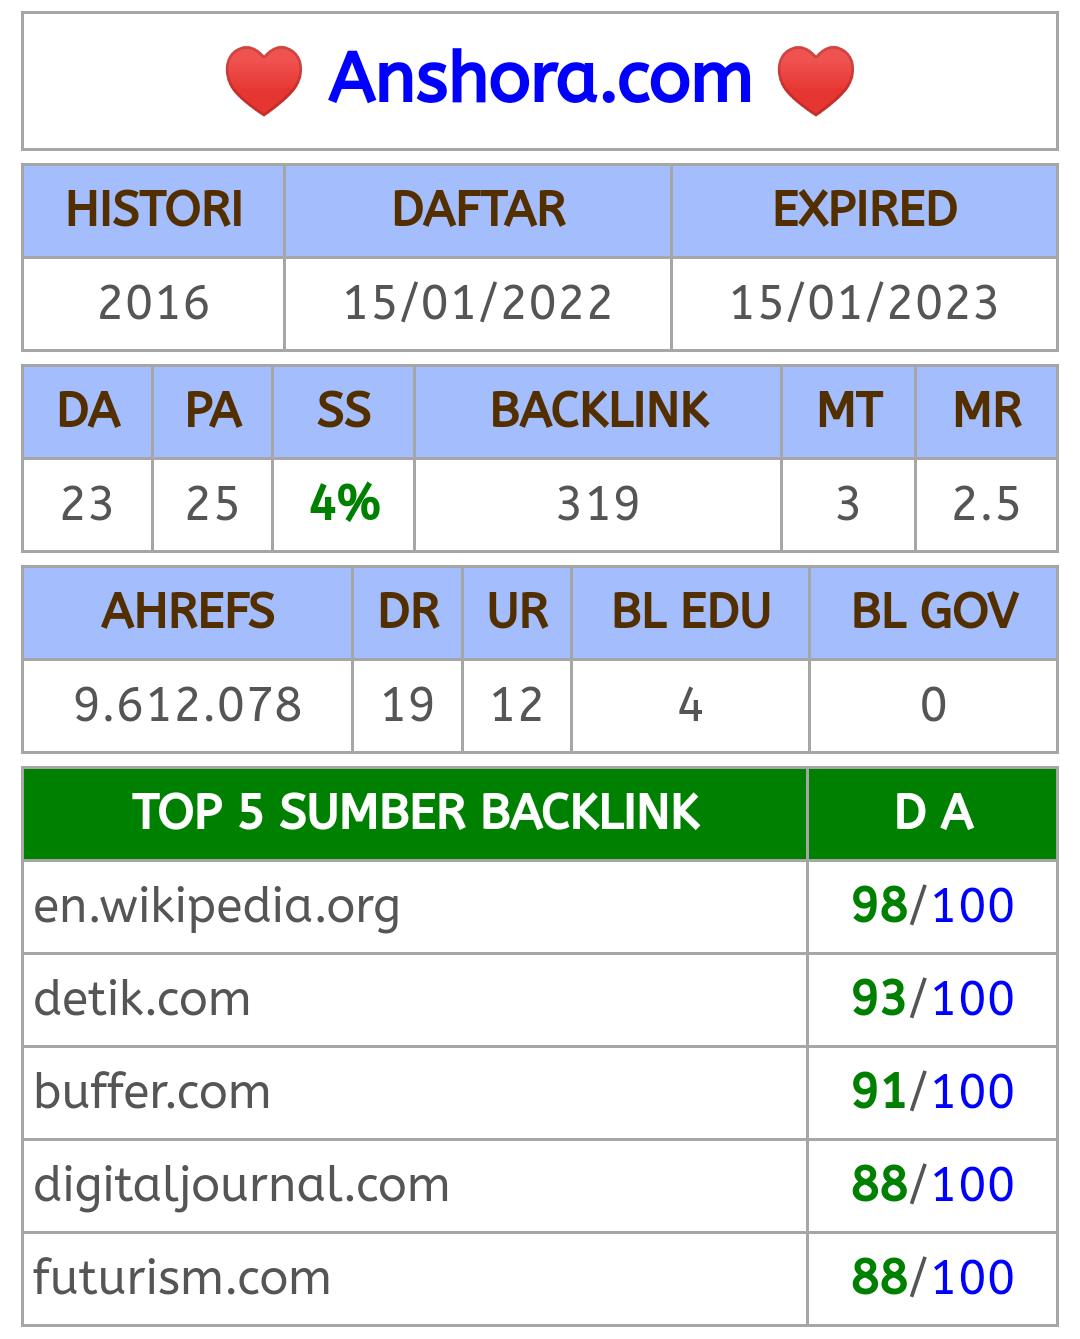 ❤️ Anshora.com ❤️
HISTORI DAFTAR EXPIRED
2016 15/01/2022 15/01/2023
DA PA SS BACKLINK MT MR
23 25 4% 319 3 2.5
AHREFS DR UR BL EDU BL GOV
9.612.078 19 12 4 0
TOP 5 SUMBER BACKLINK D A
en.wikipedia.org 98/100
detik.com 93/100
buffer.com 91/100
digitaljournal.com 88/100
futurism.com 88/100